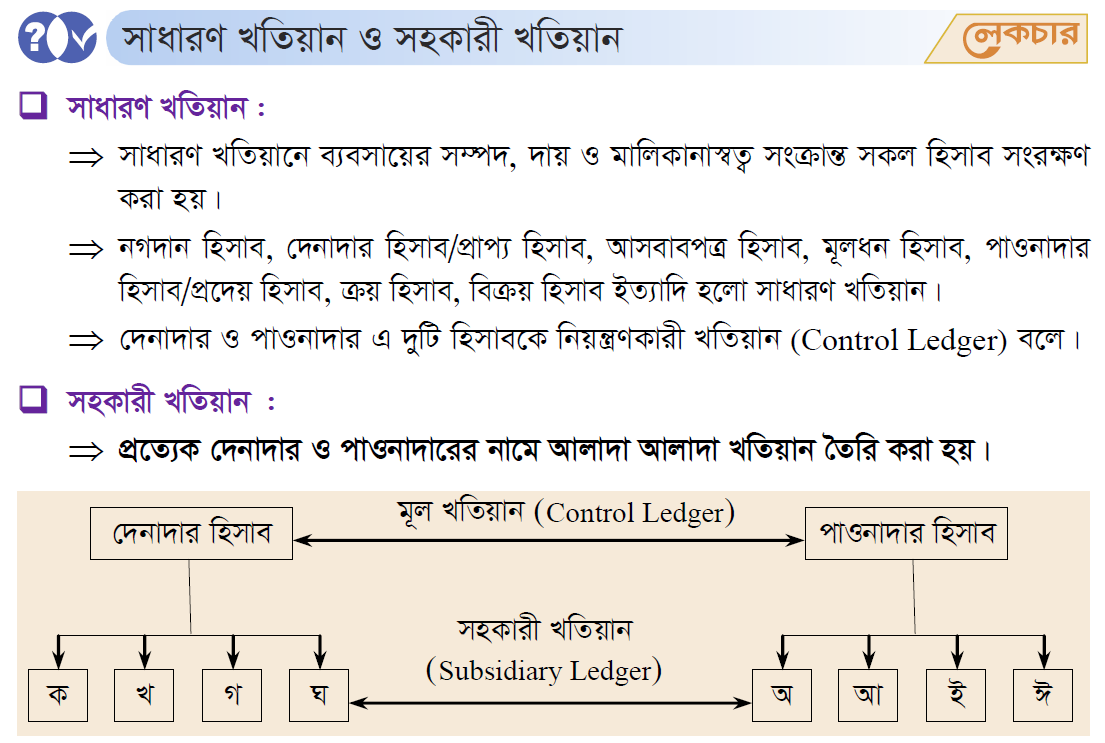 সাধারণ খতিয়ান ও সহকারী খতিয়ান
লেকচার
সাধারণ খতিয়ান :
⇒ সাধারণ খতিয়ানে ব্যবসায়ের সম্পদ, দায় ও মালিকানাস্বত্ব সংক্রান্ত সকল হিসাব সংরক্ষণ
করা হয়।
⇒ নগদান হিসাব, দেনাদার হিসাব/প্রাপ্য হিসাব, আসবাবপত্র হিসাব, মূলধন হিসাব, পাওনাদার
হিসাব/প্রদেয় হিসাব, ক্রয় হিসাব, বিক্রয় হিসাব ইত্যাদি হলো সাধারণ খতিয়ান।
⇒ দেনাদার ও পাওনাদার এ দুটি হিসাবকে নিয়ন্ত্রণকারী খতিয়ান (Control Ledger) বলে।
সহকারী খতিয়ান :
⇒ প্রত্যেক দেনাদার ও পাওনাদারের নামে আলাদা আলাদা খতিয়ান তৈরি করা হয়।
মূল খতিয়ান (Control Ledger)
দেনাদার হিসাব পাওনাদার হিসাব
সহকারী খতিয়ান
(Subsidiary Ledger)
ক খ গ ঘ অ আ ই ঈ